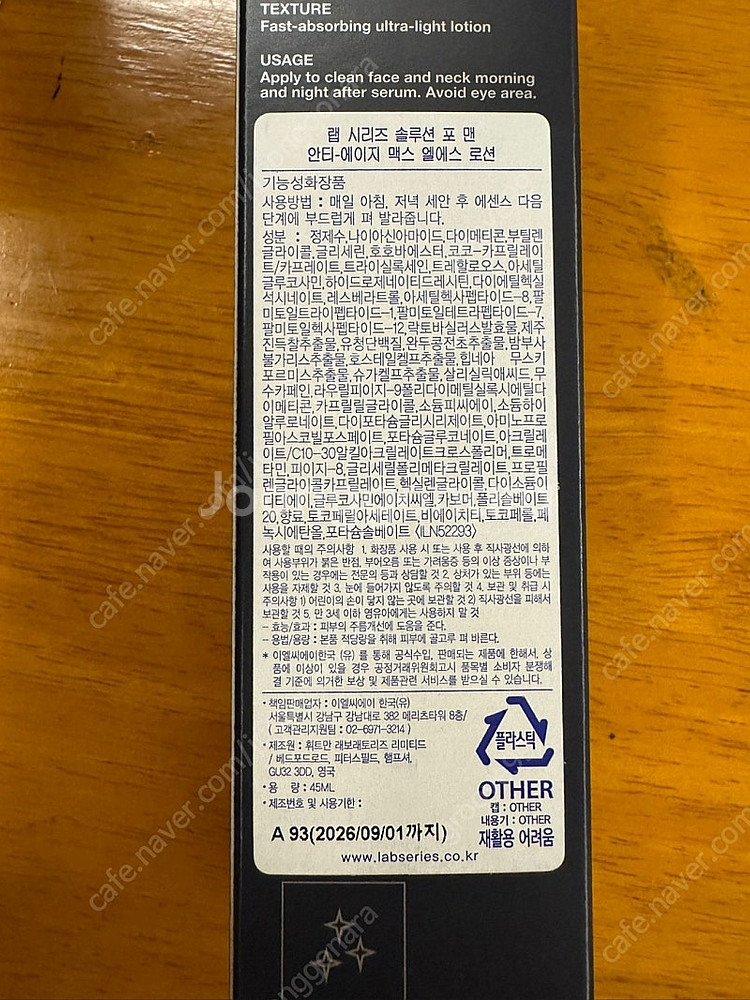 TEXTURE
Fast-absorbing ultra-light lotion
USAGE
Apply to clean face and neck morning
and night after serum. Avoid eye area.
랩 시리즈 솔루션 포 맨
안티-에이지 맥스 엘에스 로션
기능성화장품
사용방법 : 매일 아침, 저녁 세안 후 에센스 다음
단계에 부드럽게 펴 발라줍니다.
성분 : 정제수,나이아신아마이드,다이메티콘,부틸렌
글라이콜,글리세린,호호바에스터,코코-카프릴레이
트/카프레이트,트라이실록세인,트레할로오스,아세틸
글루코사민,하이드로제네이티드레시틴,다이에틸헥실
석시네이트,레스베라트롤,아세틸헥사펩타이드-8,팔
미토일트라이펩타이드-1,팔미토일테트라펩타이드-7,
팔미토일헥사펩타이드-12,락토바실러스발효물,제주
진득찰추출물,유청단백질,완두콩전초추출물,밤부사
불가리스추출물,호스테일켈프추출물,힙네아 무스키
포르미스추출물,슈가켈프추출물,살리실릭애씨드,무
수카페인,라우릴피이지-9폴리다이메틸실록시에틸다
이메티콘,카프릴릴글라이콜,소듐피씨에이,소듐하이
알루로네이트,다이포타슘글리시리제이트,아미노프로
필아스코빌포스페이트,포타슘글루코네이트,아크릴레
이트/C10-30알킬아크릴레이트크로스폴리머,트로메
타민,피이지-8,글리세릴폴리메타크릴레이트,프로필
렌글라이콜카프릴레이트,헥실렌글라이콜,다이소듐이
디티에이,글루코사민에이치씨엘,카보머,폴리솔베이트
20,향료,토코페릴아세테이트,비에이치티,토코페롤,페
녹시에탄올,포타슘솔베이트 (ILN52293)
사용할 때의 주의사항 1. 화장품 사용 시 또는 사용 후 직사광선에 의하
여 사용부위가 붉은 반점, 부어오름 또는 가려움증 등의 이상 증상이나 부
작용이 있는 경우에는 전문의 등과 상담할 것 2. 상처가 있는 부위 등에는
사용을 자제할 것 3. 눈에 들어가지 않도록 주의할 것 4. 보관 및 취급 시
주의사항 1) 어린이의 손이 닿지 않는 곳에 보관할 것 2) 직사광선을 피해서
보관할 것 5. 만 3세 이하 영유아에게는 사용하지 말 것
- 효능/효과 : 피부의 주름개선에 도움을 준다.
- 용법/용량 : 본품 적당량을 취해 피부에 골고루 펴 바른다.
* 이엘씨에이한국 (유) 를 통해 공식수입, 판매되는 제품에 한해서, 상
품에 이상이 있을 경우 공정거래위원회고시 품목별 소비자 분쟁해
결 기준에 의거한 보상 및 제품관련 서비스를 받으실 수 있습니다.
• 책임판매업자 : 이엘씨에이 한국(유)
서울특별시 강남구 강남대로 382 메리츠타워 8층/
( 고객관리지원팀 : 02-6971-3214 )
• 제조원 : 휘트만 래보래토리즈 리미티드
/ 베드포드로드, 피터스필드, 햄프셔,
GU32 3DD, 영국
• 용 량 : 45ML
• 제조번호 및 사용기한 :
A 93(2026/09/01까지)
플라스틱
OTHER
캡 : OTHER
내용기 : OTHER
재활용 어려움
www.labseries.co.kr
cafe.naver.com/joonggonara